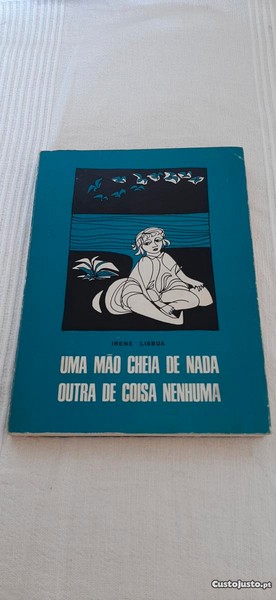 IRENE LISBOA
UMA MÃO CHEIA DE NADA
OUTRA DE COISA NENHUMA
CustoJusto.pt